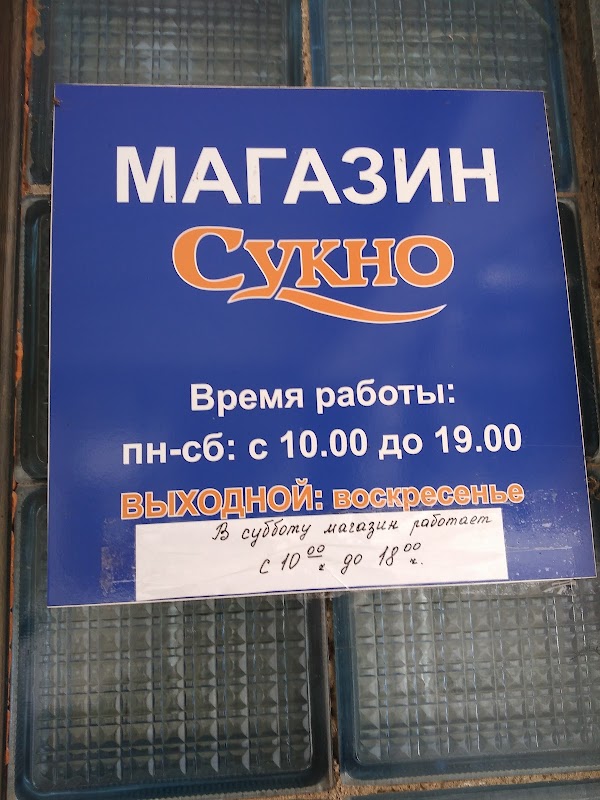 МАГАЗИН
Сукно
Время работы:
пн-сб: с 10.00 до 19.00
ВЫХОДНОЙ: воскресенье
В субботу магазин работает
с 10 00 ч. до 18 00 ч.